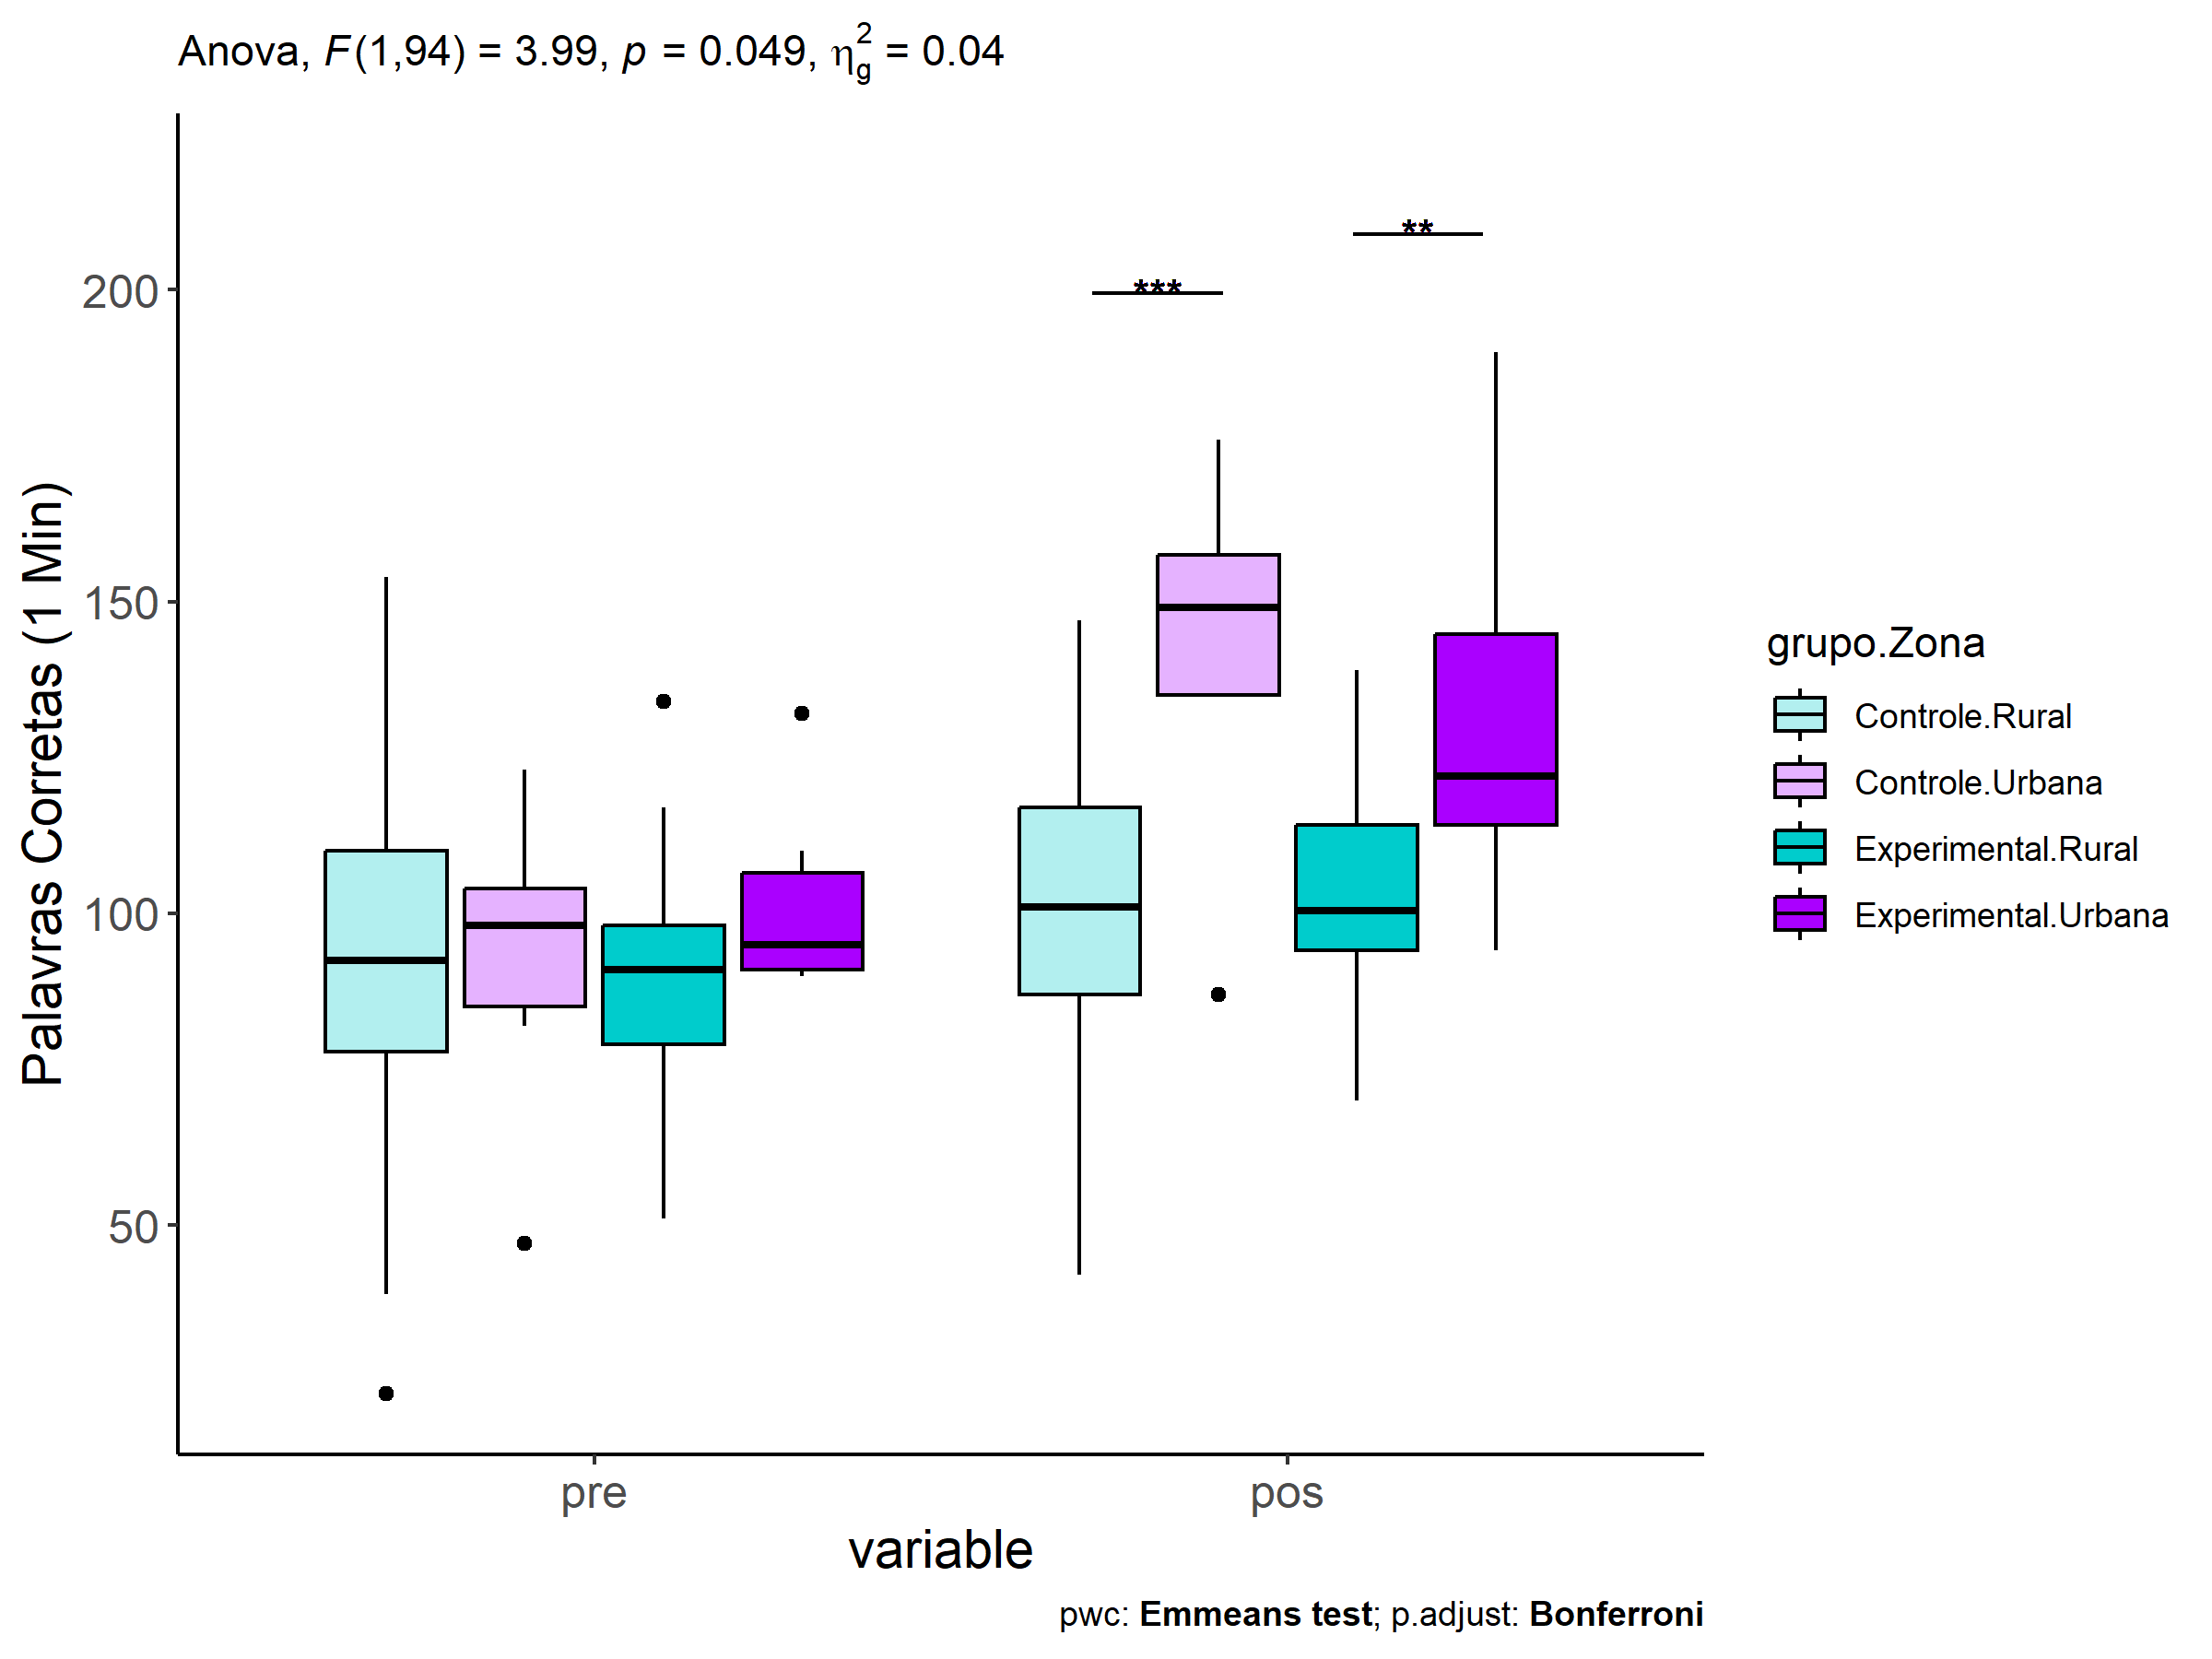 Anova, F(1,94) = 3.99, p = 0.049, η²g = 0.04
Palavras Corretas (1 Min)
200
150
100
50
***
**
pre
pos
variable
grupo.Zona
Controle.Rural
Controle.Urbana
Experimental.Rural
Experimental.Urbana
pwc: Emmeans test; p.adjust: Bonferroni